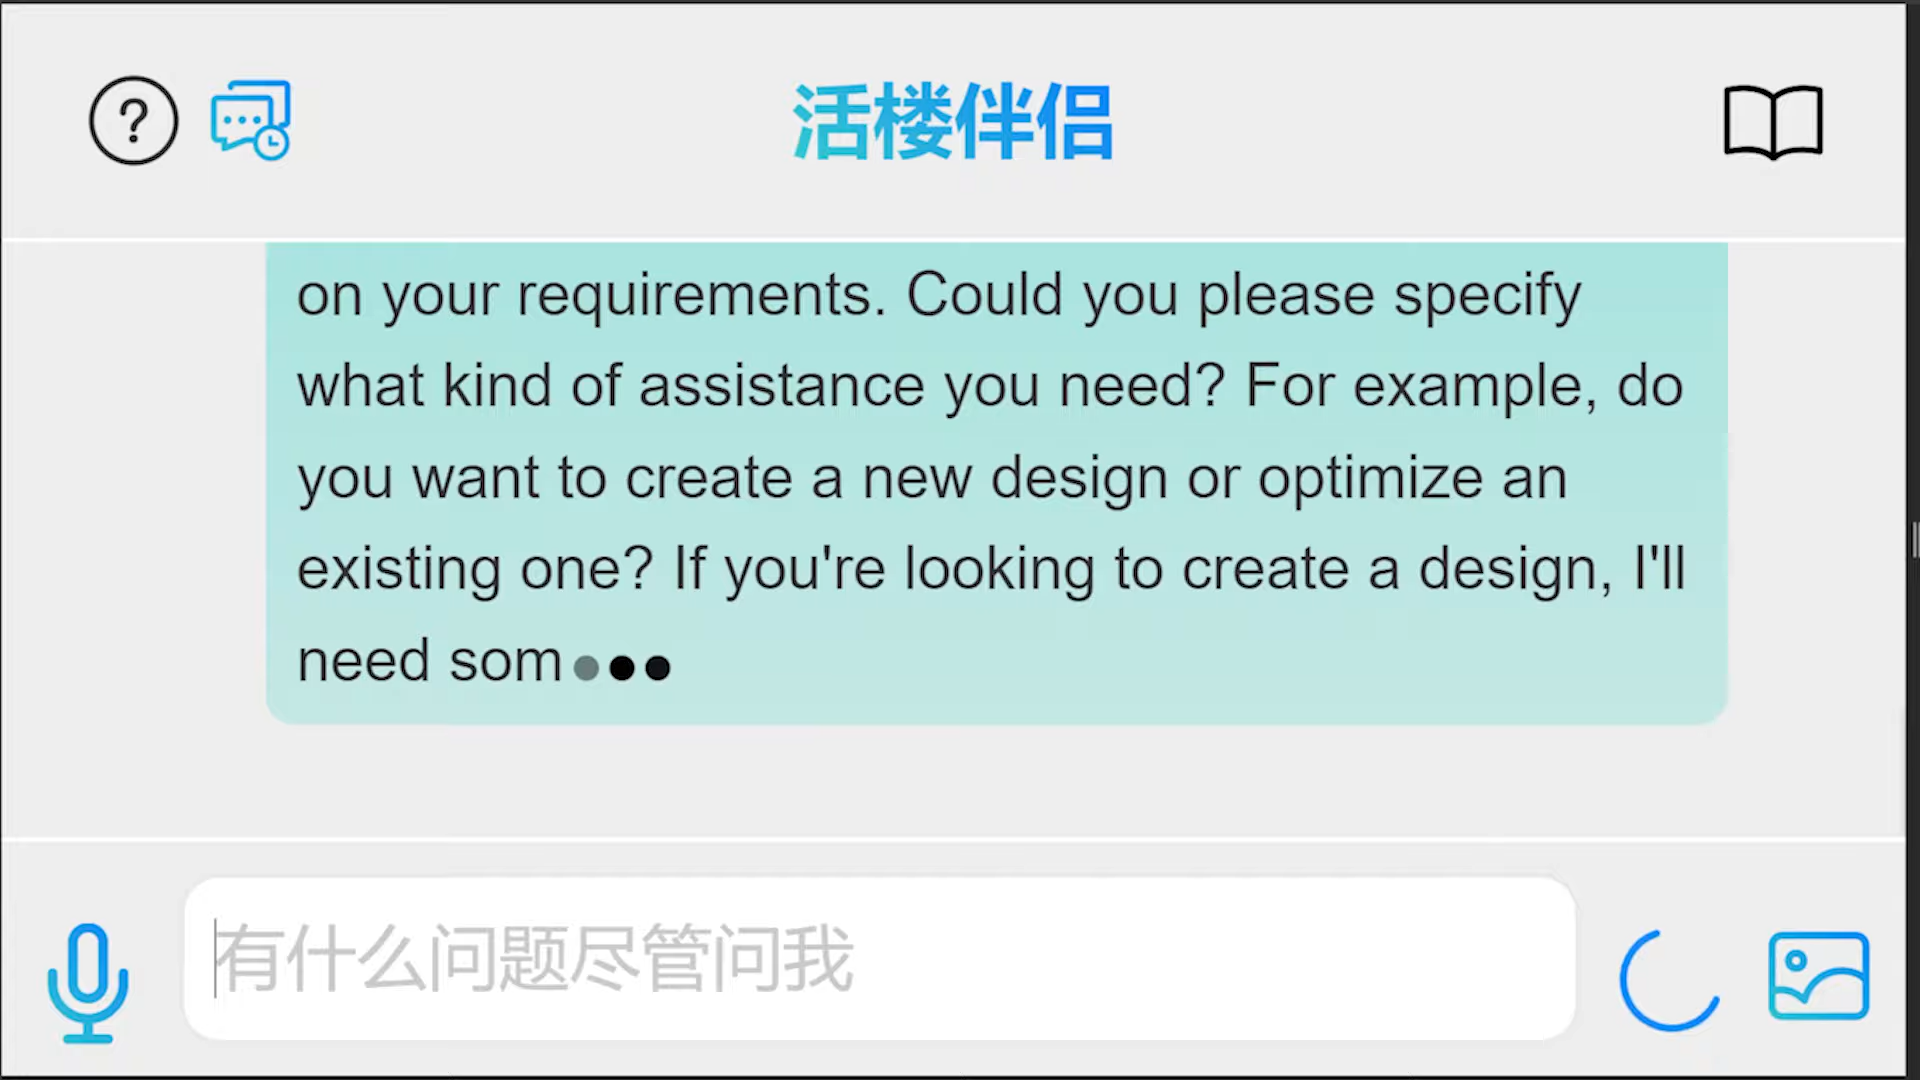 活楼伴侣
on your requirements. Could you please specify
what kind of assistance you need? For example, do
you want to create a new design or optimize an
existing one? If you're looking to create a design, I'll
need som
有什么问题尽管问我